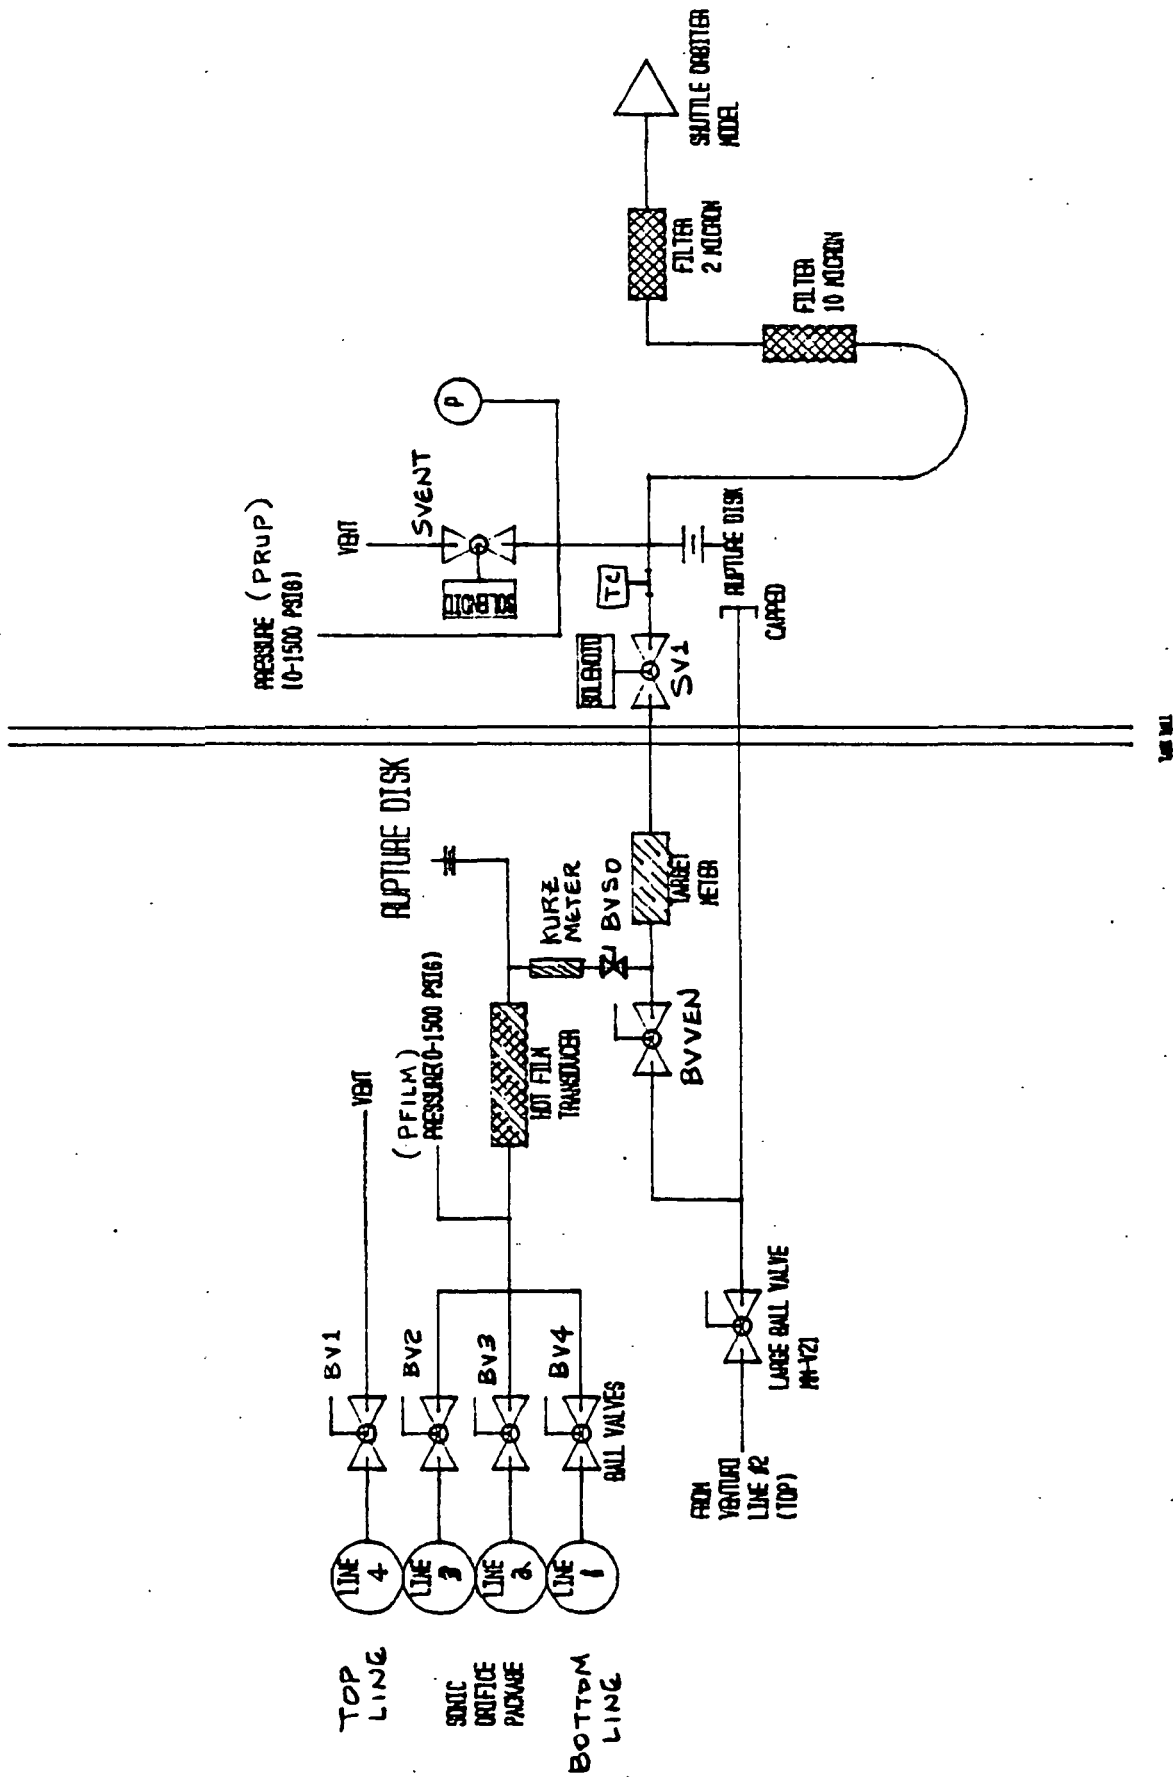 TOP
LINE
SONIC
ORIFICE
PACKAGE
BOTTOM
LINE
LINE
4
LINE
3
LINE
2
LINE
1
BV1
BV2
BV3
BV4
BALL VALVES
VENT
(PFILM)
PRESSURE(0-1500 PSIG)
HOT FILM
TRANSDUCER
RUPTURE DISK
KURZ
METER
BVSO
BVVEN
TARGET
METER
FROM
VENTURI
LINE #2
(TOP)
LARGE BALL VALVE
MM-V21
PRESSURE (PRUP)
(0-1500 PSIG)
VENT
SVENT
SOLENOID
P
SOLENOID
SV1
TC
RUPTURE DISK
CAPPED
FILTER
10 MICRON
FILTER
2 MICRON
SHUTTLE ORBITER
MODEL